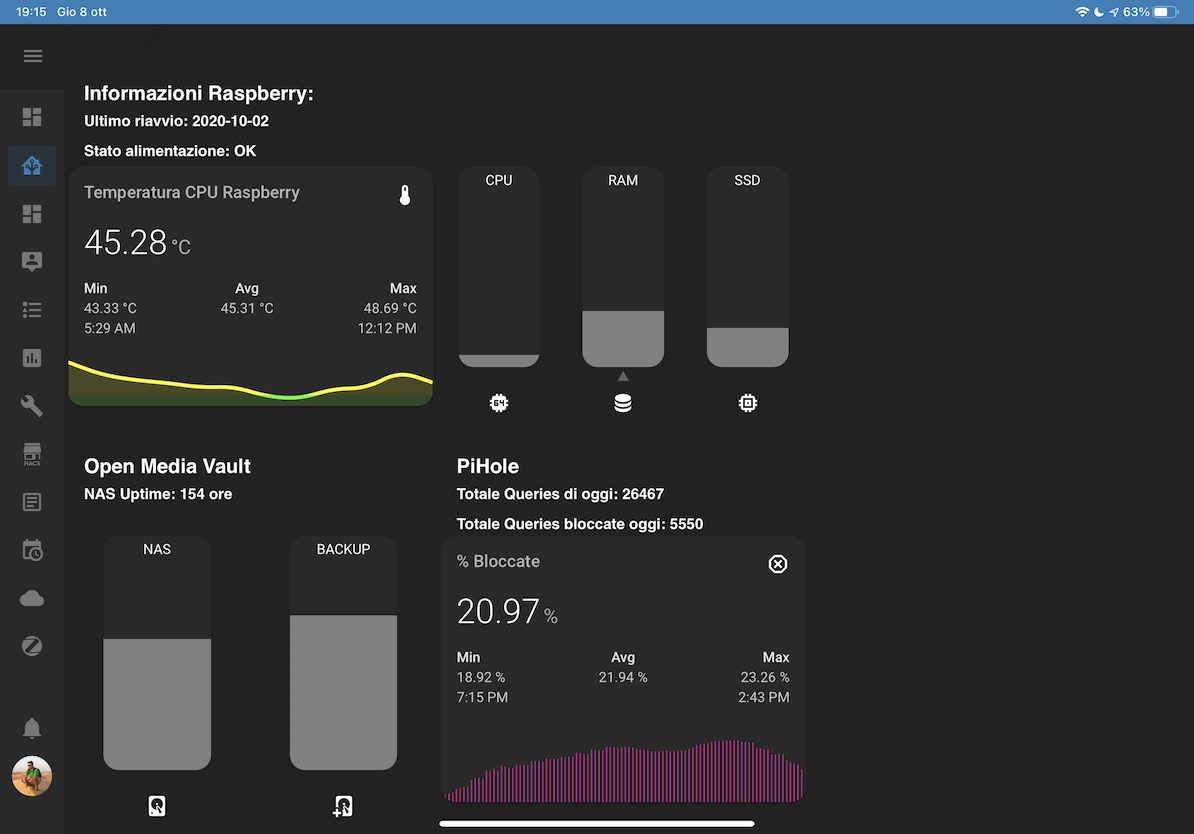 19:15 Gio 8 ott
63%
Informazioni Raspberry:
Ultimo riavvio: 2020-10-02
Stato alimentazione: OK
Temperatura CPU Raspberry
45.28 °C
Min Avg Max
43.33 °C 45.31 °C 48.69 °C
5:29 AM 12:12 PM
CPU RAM SSD
64
HACS
Open Media Vault
NAS Uptime: 154 ore
NAS BACKUP
PiHole
Totale Queries di oggi: 26467
Totale Queries bloccate oggi: 5550
% Bloccate
20.97 %
Min Avg Max
18.92 % 21.94 % 23.26 %
7:15 PM 2:43 PM